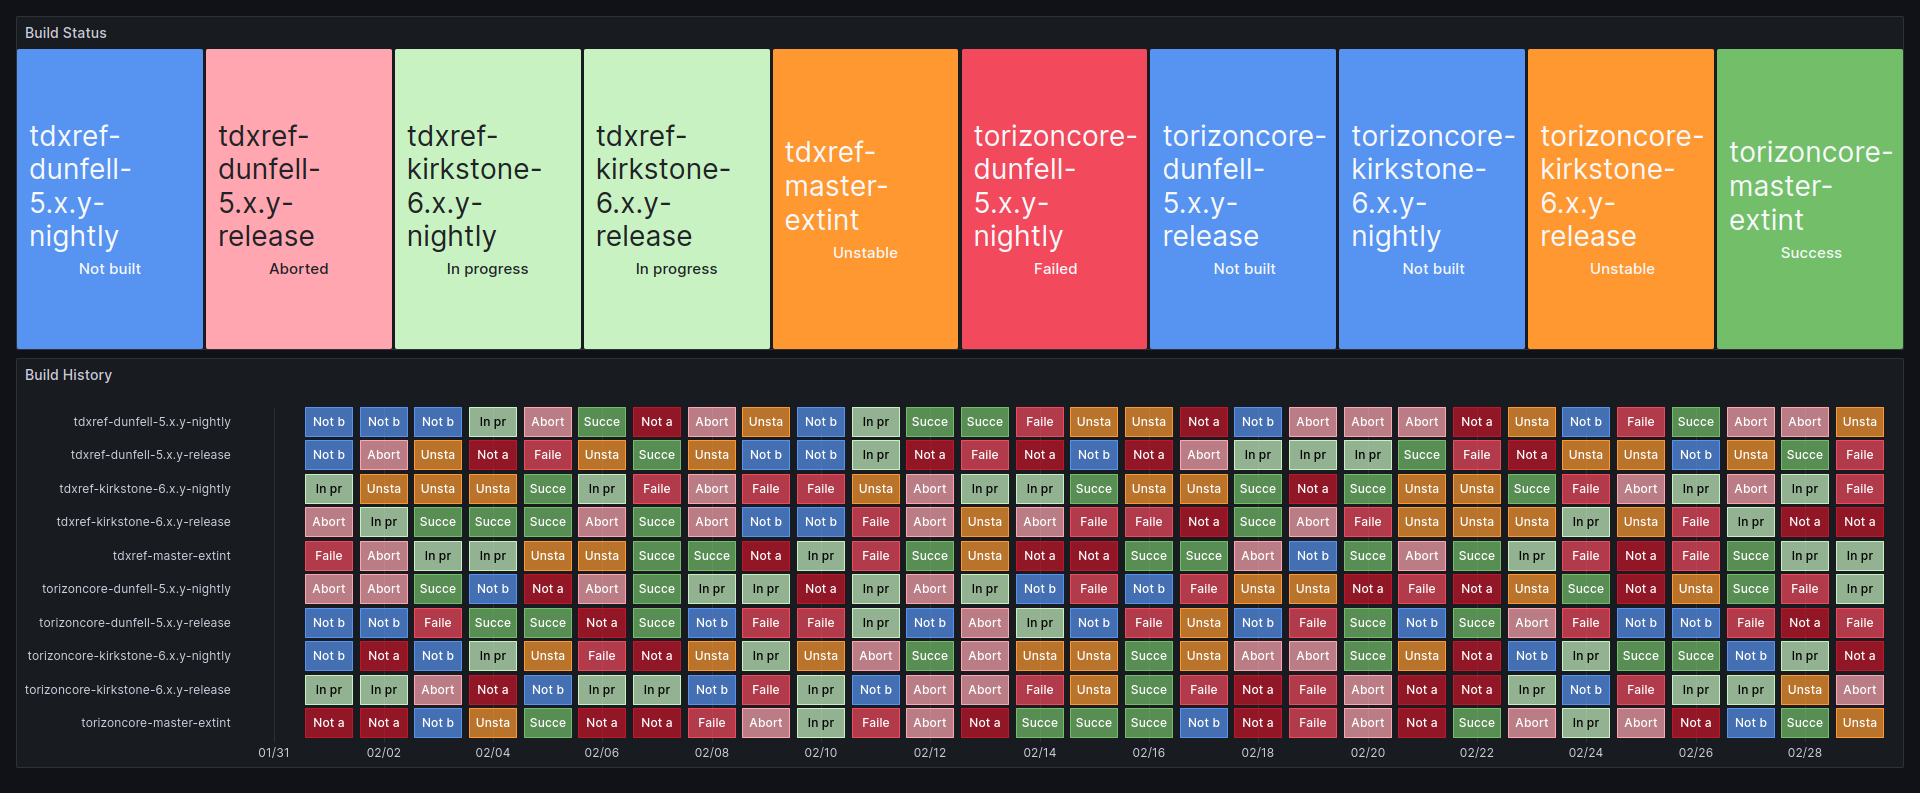 Build Status
tdxref-
dunfell-
5.x.y-
nightly
Not built
tdxref-
dunfell-
5.x.y-
release
Aborted
tdxref-
kirkstone-
6.x.y-
nightly
In progress
tdxref-
kirkstone-
6.x.y-
release
In progress
tdxref-
master-
extint
Unstable
torizoncore-
dunfell-
5.x.y-
nightly
Failed
torizoncore-
dunfell-
5.x.y-
release
Not built
torizoncore-
kirkstone-
6.x.y-
nightly
Not built
torizoncore-
kirkstone-
6.x.y-
release
Unstable
torizoncore-
master-
extint
Success
Build History
tdxref-dunfell-5.x.y-nightly Not b Not b Not b In pr Abort Succe Not a Abort Unsta Not b In pr Succe Succe Faile Unsta Unsta Not a Not b Abort Abort Abort Not a Unsta Not b Faile Succe Abort Abort Unsta
tdxref-dunfell-5.x.y-release Not b Abort Unsta Not a Faile Unsta Succe Unsta Not b Not b In pr Not a Faile Not a Not b Not a Abort In pr In pr In pr Succe Faile Not a Unsta Unsta Not b Unsta Succe Faile
tdxref-kirkstone-6.x.y-nightly In pr Unsta Unsta Unsta Succe In pr Faile Abort Faile Faile Unsta Abort In pr In pr Succe Unsta Unsta Succe Not a Succe Unsta Unsta Succe Faile Abort In pr Abort In pr Faile
tdxref-kirkstone-6.x.y-release Abort In pr Succe Succe Succe Abort Succe Abort Not b Not b Faile Abort Unsta Abort Faile Faile Not a Succe Abort Faile Unsta Unsta Unsta In pr Unsta Faile In pr Not a Not a
tdxref-master-extint Faile Abort In pr In pr Unsta Unsta Succe Succe Not a In pr Faile Succe Unsta Not a Not a Succe Succe Abort Not b Succe Abort Succe In pr Faile Not a Faile Succe In pr In pr
torizoncore-dunfell-5.x.y-nightly Abort Abort Succe Not b Not a Abort Succe In pr In pr Not a In pr Abort In pr Not b Faile Not b Faile Unsta Unsta Not a Faile Not a Unsta Succe Not a Unsta Succe Faile In pr
torizoncore-dunfell-5.x.y-release Not b Not b Faile Succe Succe Not a Succe Not b Faile Faile In pr Not b Abort In pr Not b Faile Unsta Not b Faile Succe Not b Succe Abort Faile Not b Not b Faile Not a Faile
torizoncore-kirkstone-6.x.y-nightly Not b Not a Not b In pr Unsta Faile Not a Unsta In pr Unsta Abort Succe Abort Unsta Unsta Succe Unsta Abort Abort Succe Unsta Not a Not b In pr Succe Succe Not b In pr Not a
torizoncore-kirkstone-6.x.y-release In pr In pr Abort Not a Not b In pr In pr Not b Faile In pr Not b Abort Abort Faile Unsta Succe Faile Not a Faile Abort Not a Not a In pr Not b Faile In pr In pr Unsta Abort
torizoncore-master-extint Not a Not a Not b Unsta Succe Not a Not a Faile Abort In pr Faile Abort Not a Succe Succe Succe Not b Not a Faile Abort Not a Succe Abort In pr Abort Not a Not b Succe Unsta
01/31 02/02 02/04 02/06 02/08 02/10 02/12 02/14 02/16 02/18 02/20 02/22 02/24 02/26 02/28